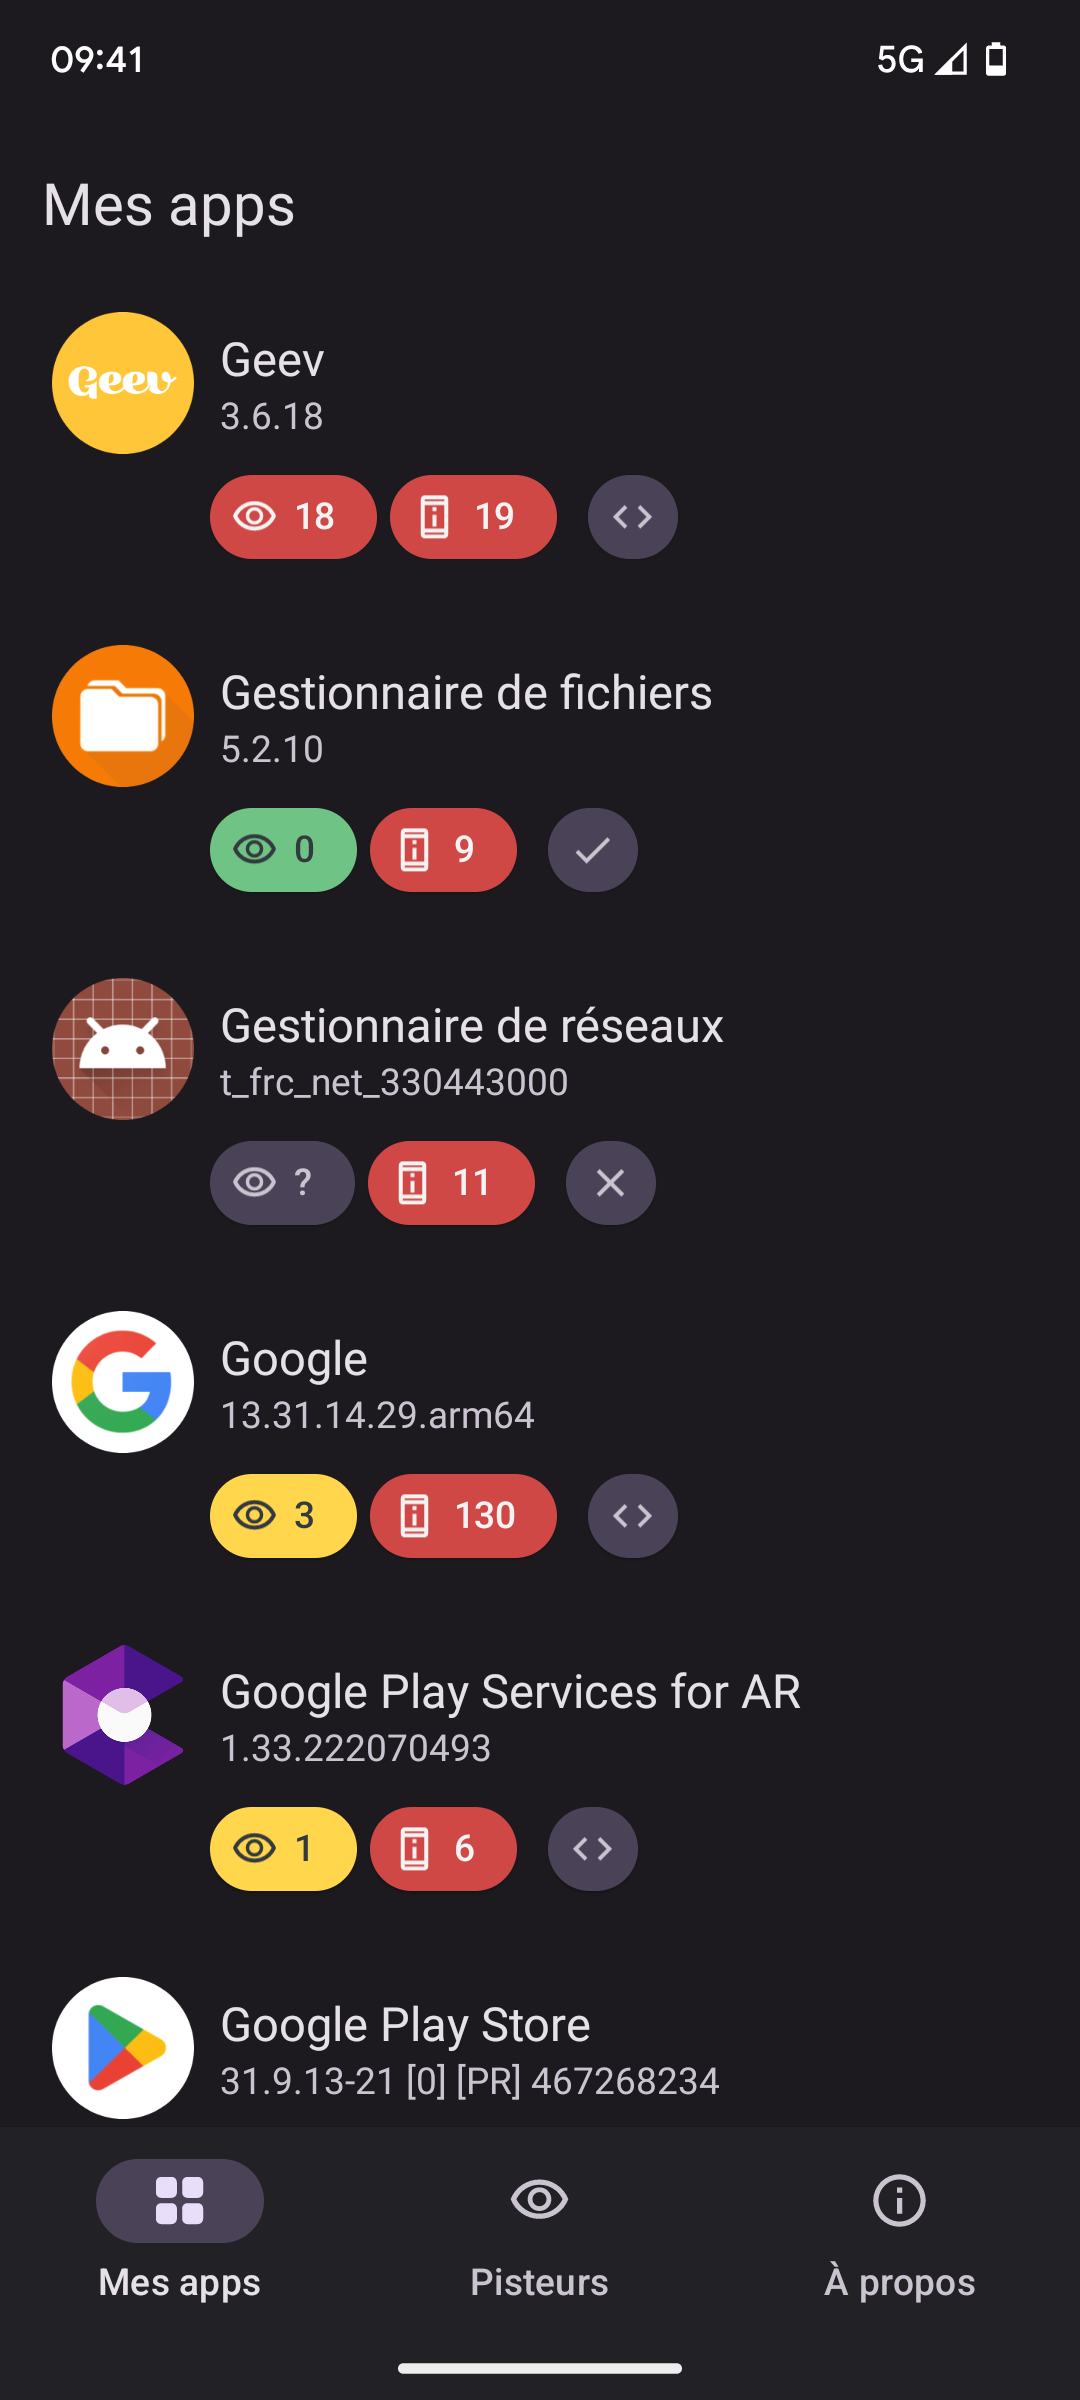 09:41
5G
Mes apps
Geev
Geev
3.6.18
18
19
Gestionnaire de fichiers
5.2.10
0
9
Gestionnaire de réseaux
t_frc_net_330443000
?
11
Google
13.31.14.29.arm64
3
130
Google Play Services for AR
1.33.222070493
1
6
Google Play Store
31.9.13-21 [0] [PR] 467268234
Mes apps
Pisteurs
À propos